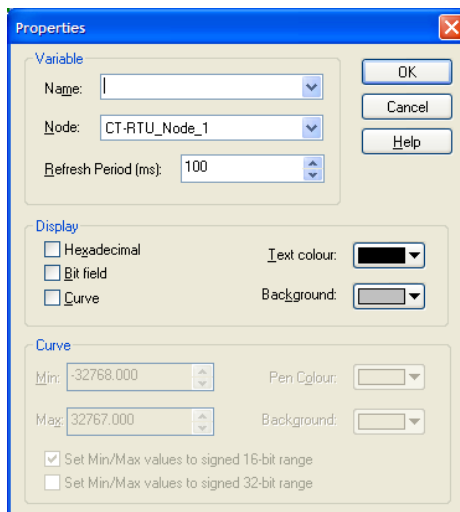 Properties
Variable
Name:
OK
Node: CT-RTU_Node_1
Cancel
Refresh Period (ms): 100
Help
Display
Hexadecimal
Text colour:
Bit field
Curve
Background:
Curve
Min: -32768.000
Pen Colour:
Max: 32767.000
Background:
Set Min/Max values to signed 16-bit range
Set Min/Max values to signed 32-bit range